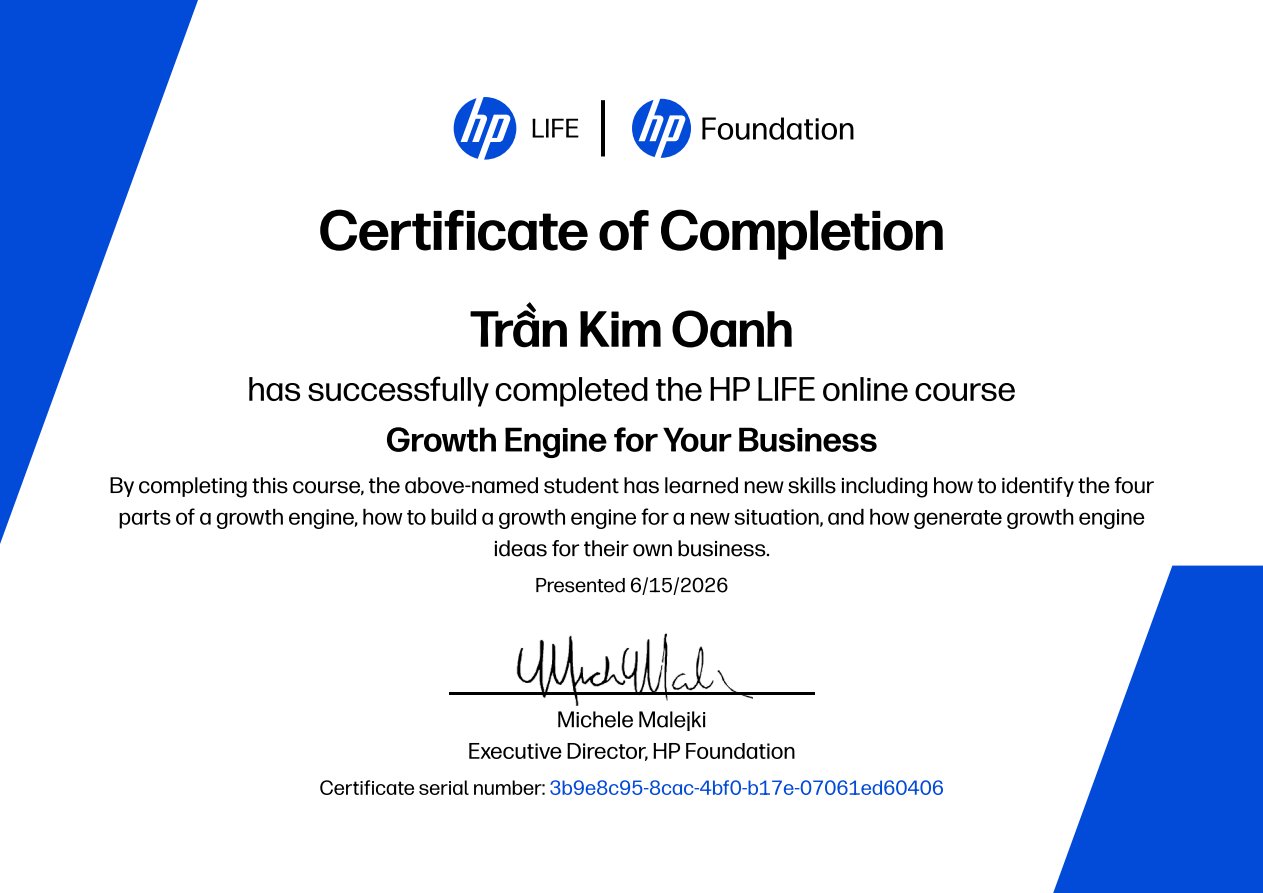 hp LIFE | hp Foundation
Certificate of Completion
Trần Kim Oanh
has successfully completed the HP LIFE online course
Growth Engine for Your Business
By completing this course, the above-named student has learned new skills including how to identify the four
parts of a growth engine, how to build a growth engine for a new situation, and how generate growth engine
ideas for their own business.
Presented 6/15/2026
Michele Malejki
Executive Director, HP Foundation
Certificate serial number: 3b9e8c95-8cac-4bf0-b17e-07061ed60406